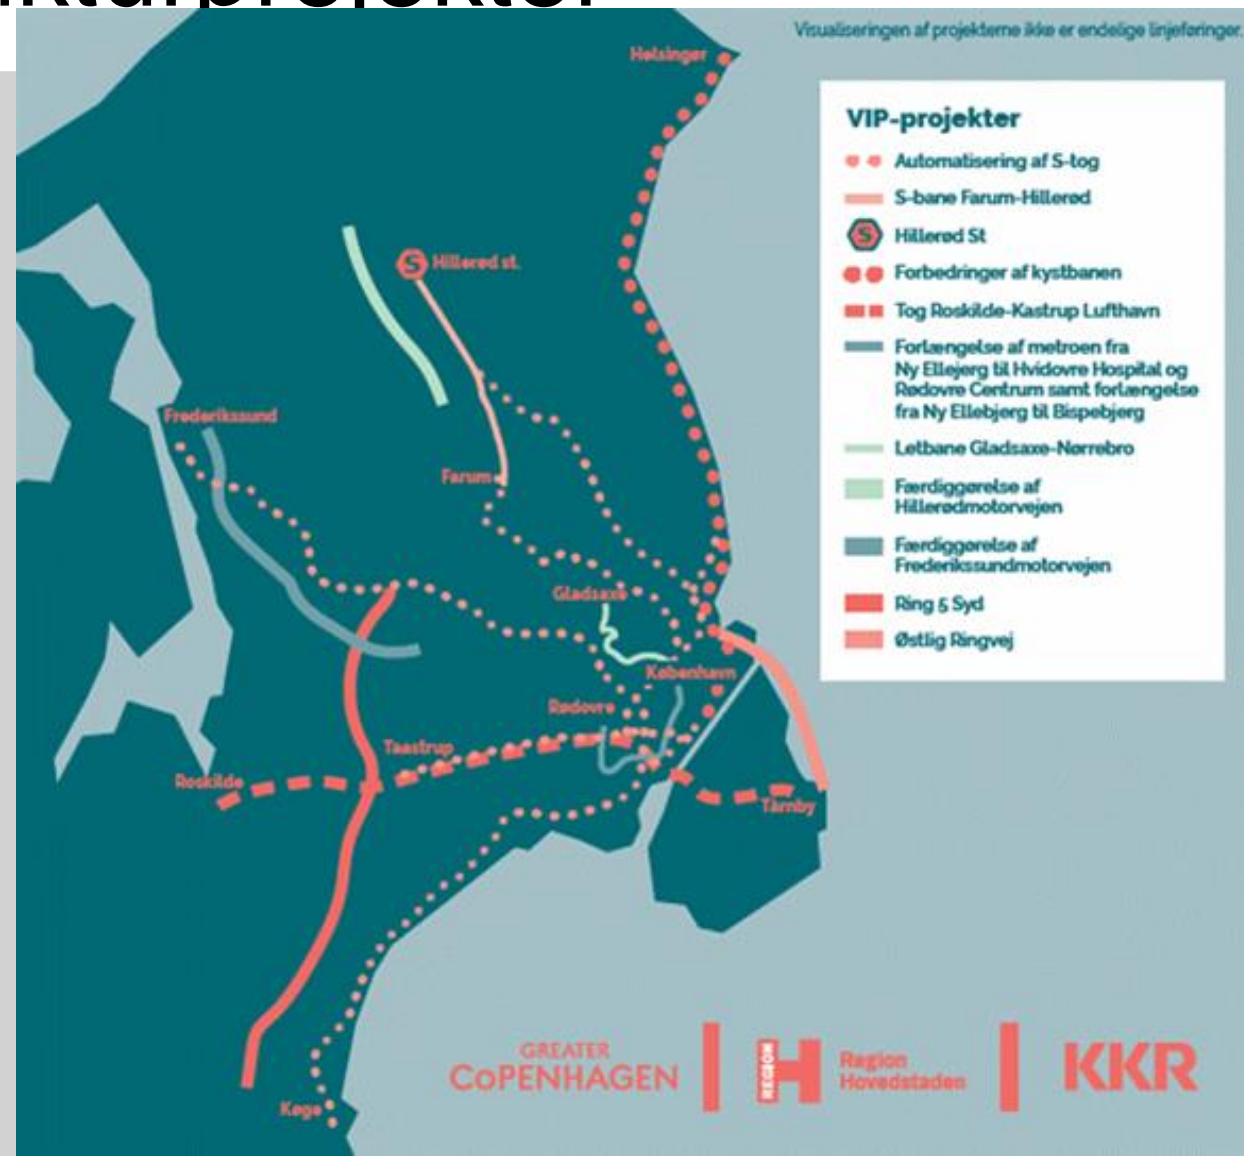 Visualiseringen af projekterne ikke er endelige linjeføringer.
Helsingør
VIP-projekter
Automatisering af S-tog
S-bane Farum-Hillerød
S
Hillerød St
Forbedringer af kystbanen
Tog Roskilde-Kastrup Lufthavn
Forlængelse af metroen fra
Ny Ellejerg til Hvidovre Hospital og
Rødovre Centrum samt forlængelse
fra Ny Ellebjerg til Bispebjerg
Letbane Gladsaxe-Nørrebro
Færdiggørelse af
Hillerødmotorvejen
Færdiggørelse af
Frederikssundmotorvejen
Ring 5 Syd
Østlig Ringvej
S
Hillerød st.
Frederikssund
Farum
Gladsaxe
København
Rødovre
Taastrup
Roskilde
Tårnby
Køge
GREATER
COPENHAGEN
REGION
H
Region
Hovedstaden
KKR